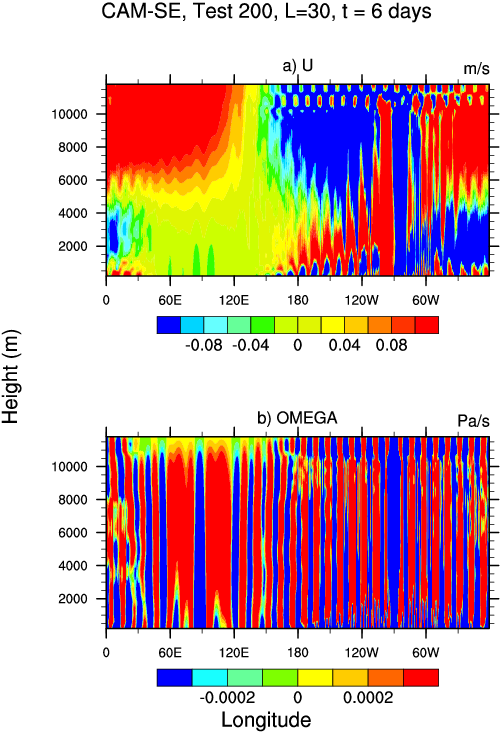 CAM-SE, Test 200, L=30, t = 6 days
a) U
m/s
10000
8000
6000
4000
2000
0 60E 120E 180 120W 60W
-0.08 -0.04 0 0.04 0.08
Height (m)
b) OMEGA
Pa/s
10000
8000
6000
4000
2000
0 60E 120E 180 120W 60W
-0.0002 0 0.0002
Longitude